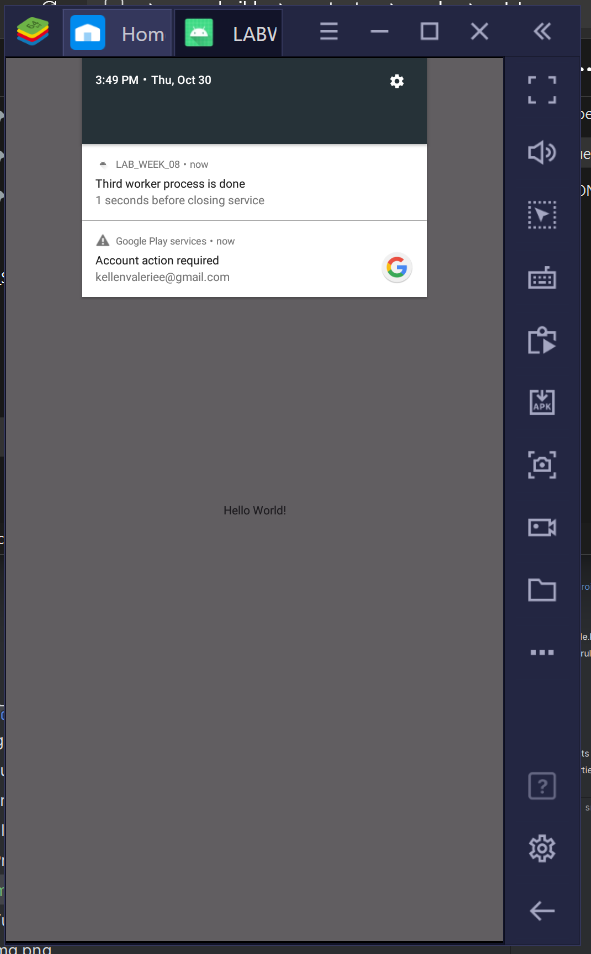 Hom
LABV
3:49 PM • Thu, Oct 30
LAB_WEEK_08 • now
Third worker process is done
1 seconds before closing service
Google Play services • now
Account action required
kellenvaleriee@gmail.com
Hello World!
APK
?